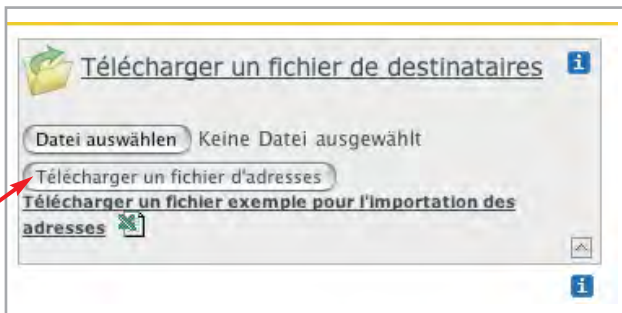 Télécharger un fichier de destinataires
Datei auswählen Keine Datei ausgewählt
Télécharger un fichier d'adresses
Télécharger un fichier exemple pour l'importation des
adresses